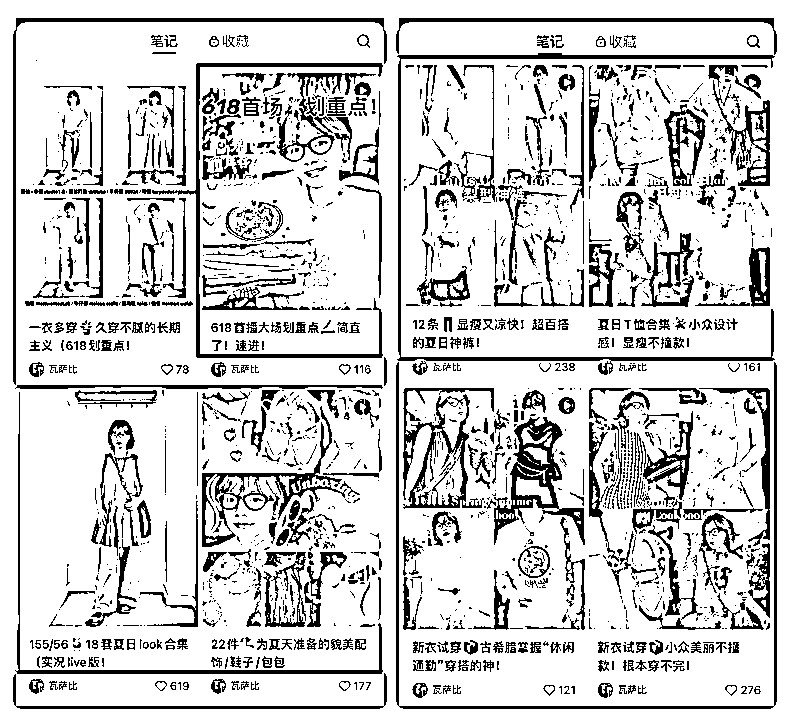 笔记 收藏
618首场 划重点!
一衣多穿 久穿不腻的长期
主义(618划重点!
瓦萨比 78
618首播大场划重点 简直
了!速进!
瓦萨比 116
155/56 18套夏日look合集
(实况live版!
瓦萨比 619
Unboxing
22件 为夏天准备的貌美配
饰/鞋子/包包
瓦萨比 177
笔记 收藏
12条 显瘦又凉快!超百搭
的夏日神裤!
瓦萨比 238
夏日T恤合集 小众设计
感!显瘦不撞款!
瓦萨比 161
新衣试穿 古希腊掌握“休闲
通勤”穿搭的神!
瓦萨比 121
Lookbook
新衣试穿 小众美丽不撞
款!根本穿不完!
瓦萨比 276